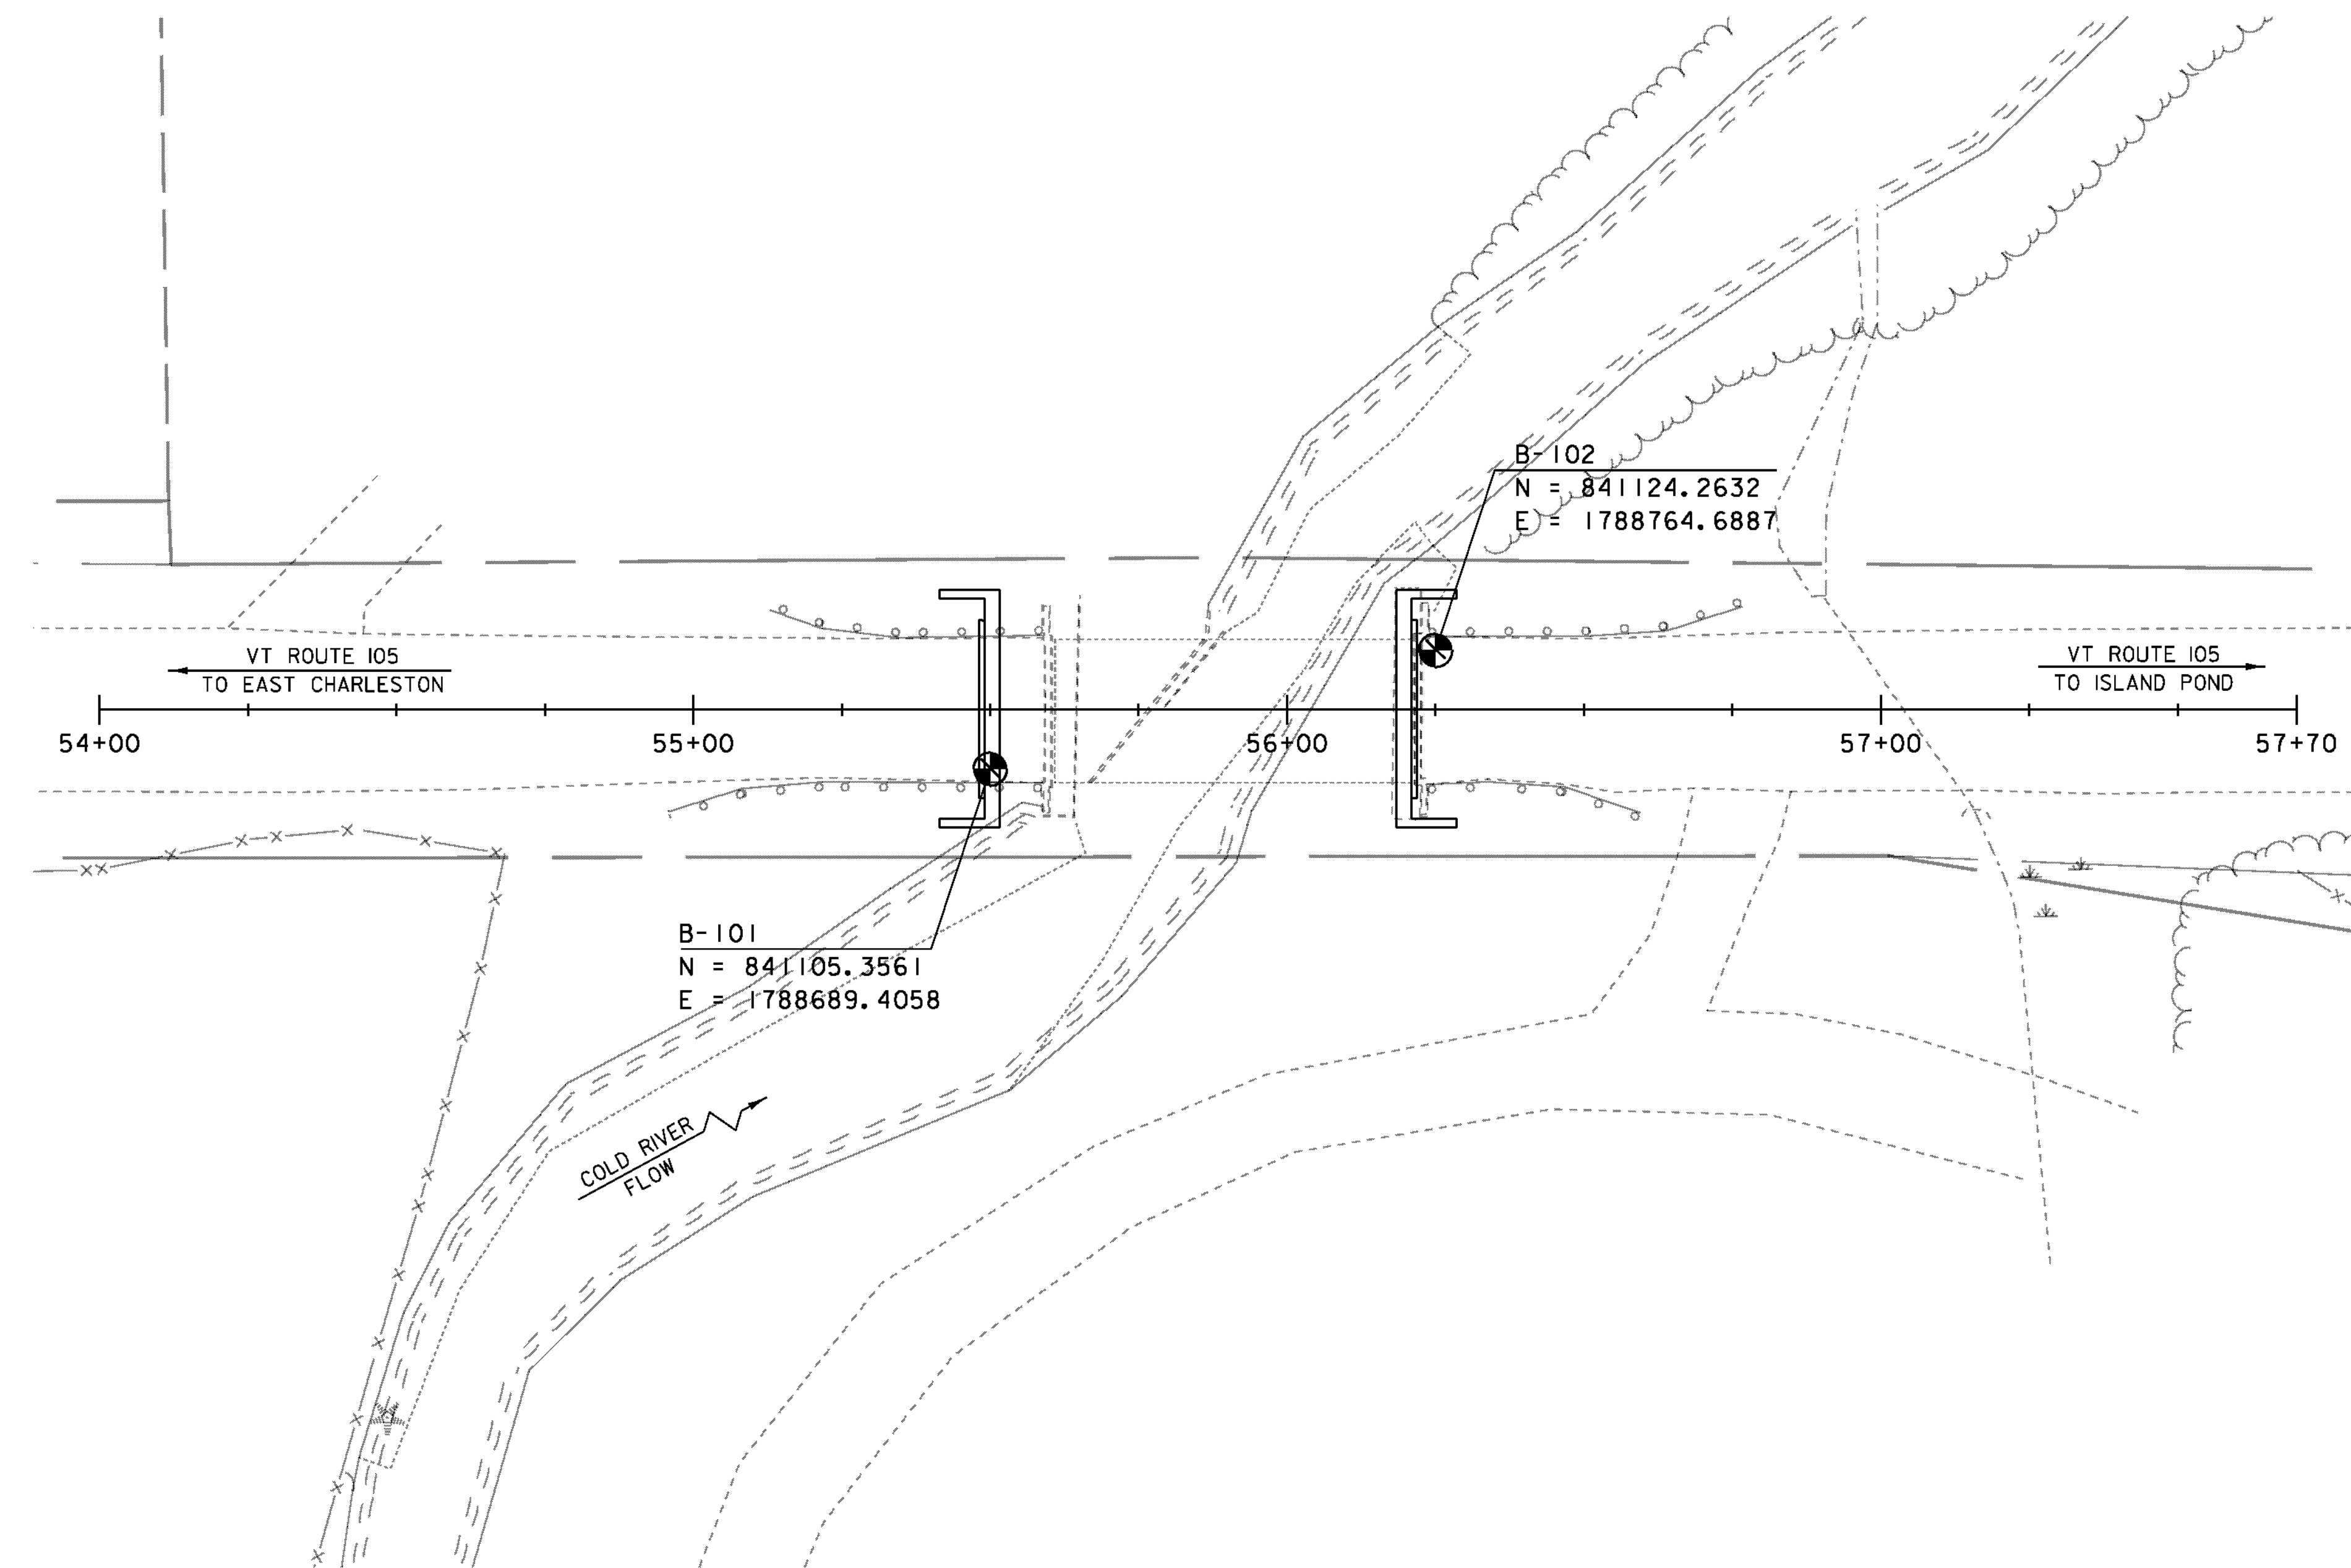 B-102
N = 841124.2632
E = 1788764.6887
VT ROUTE 105
TO EAST CHARLESTON
VT ROUTE 105
TO ISLAND POND
54+00
55+00
56+00
57+00
57+70
B-101
N = 841105.3561
E = 1788689.4058
COLD RIVER
FLOW